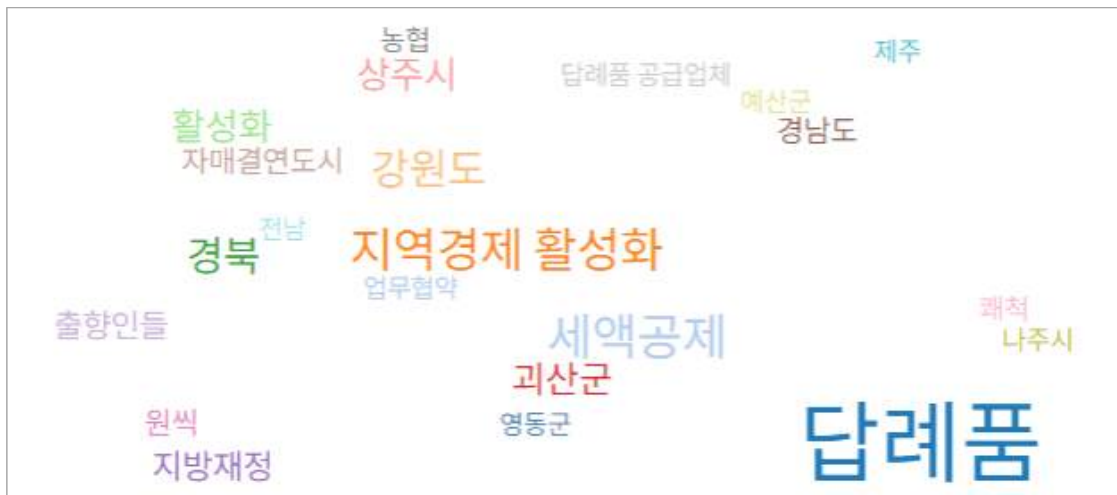 농협
제주
상주시
답례품 공급업체
예산군
활성화
경남도
자매결연도시
강원도
전남
경북
지역경제 활성화
업무협약
쾌척
출향인들
세액공제
나주시
괴산군
원씩
영동군
답례품
지방재정